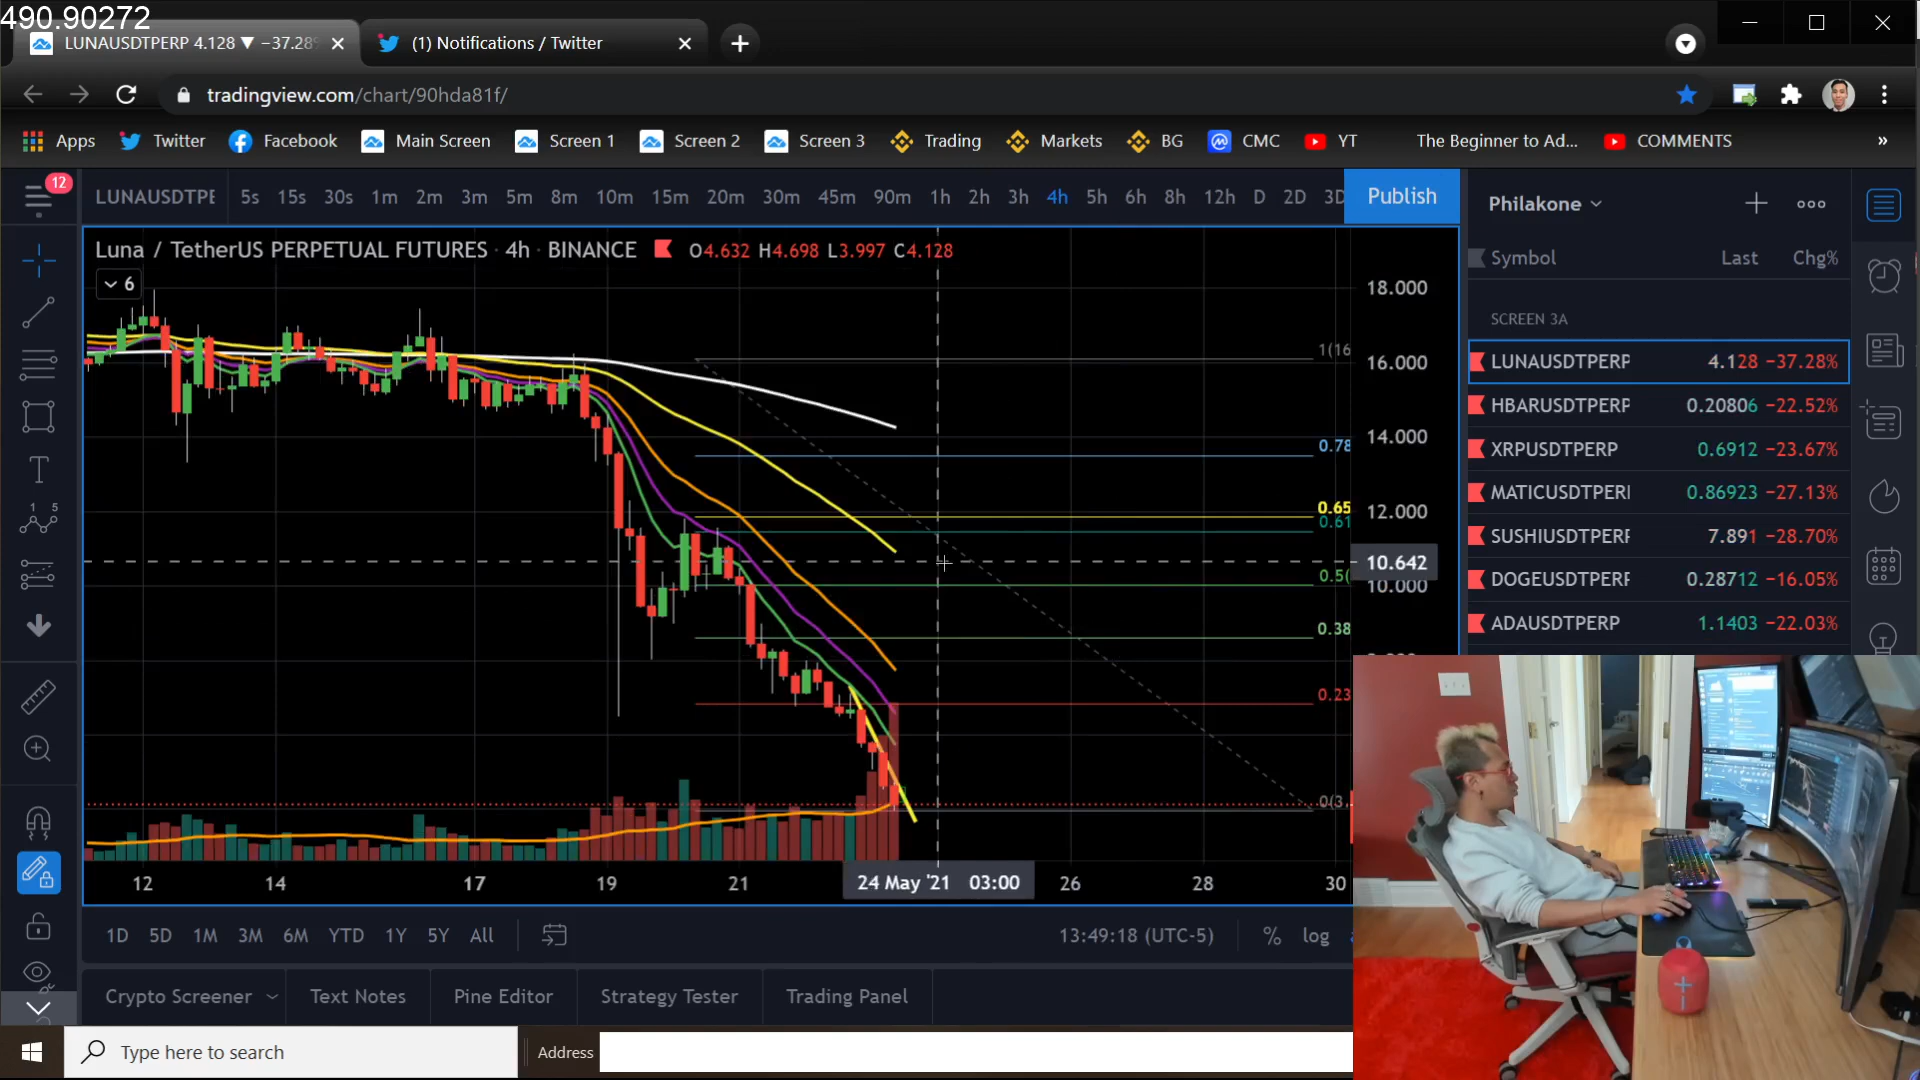 490.90272
LUNAUSDTPERP 4.128 ▼ −37.28
(1) Notifications / Twitter
tradingview.com/chart/90hda81f/
Apps Twitter Facebook Main Screen Screen 1 Screen 2 Screen 3 Trading Markets BG CMC YT The Beginner to Ad... COMMENTS »
12
LUNAUSDTPE 5s 15s 30s 1m 2m 3m 5m 8m 10m 15m 20m 30m 45m 90m 1h 2h 3h 4h 5h 6h 8h 12h D 2D 3D Publish
Philakone
Luna / TetherUS PERPETUAL FUTURES · 4h · BINANCE O4.632 H4.698 L3.997 C4.128
6
Symbol Last Chg%
SCREEN 3A
LUNAUSDTPERP 4.128 −37.28%
HBARUSDTPERP 0.20806 −22.52%
XRPUSDTPERP 0.6912 −23.67%
MATICUSDTPERI 0.86923 −27.13%
SUSHIUSDTPERF 7.891 −28.70%
DOGEUSDTPERF 0.28712 −16.05%
ADAUSDTPERP 1.1403 −22.03%
18.000
1(16
16.000
14.000
0.78
0.65
12.000
0.61
10.642
0.5(
10.000
0.38
0.23
0(3.
12 14 17 19 21 24 May '21 03:00 26 28 30
1D 5D 1M 3M 6M YTD 1Y 5Y All 13:49:18 (UTC-5) % log
Crypto Screener Text Notes Pine Editor Strategy Tester Trading Panel
Type here to search
Address